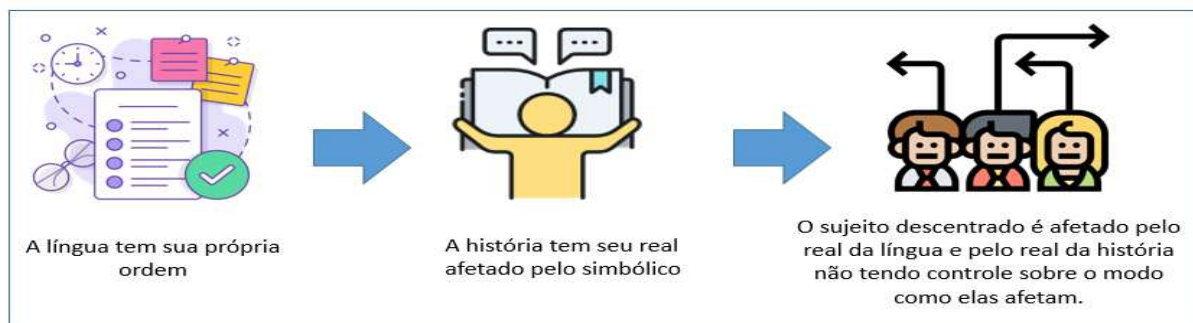 A língua tem sua própria
ordem
A história tem seu real
afetado pelo simbólico
O sujeito descentrado é afetado pelo
real da língua e pelo real da história
não tendo controle sobre o modo
como elas afetam.